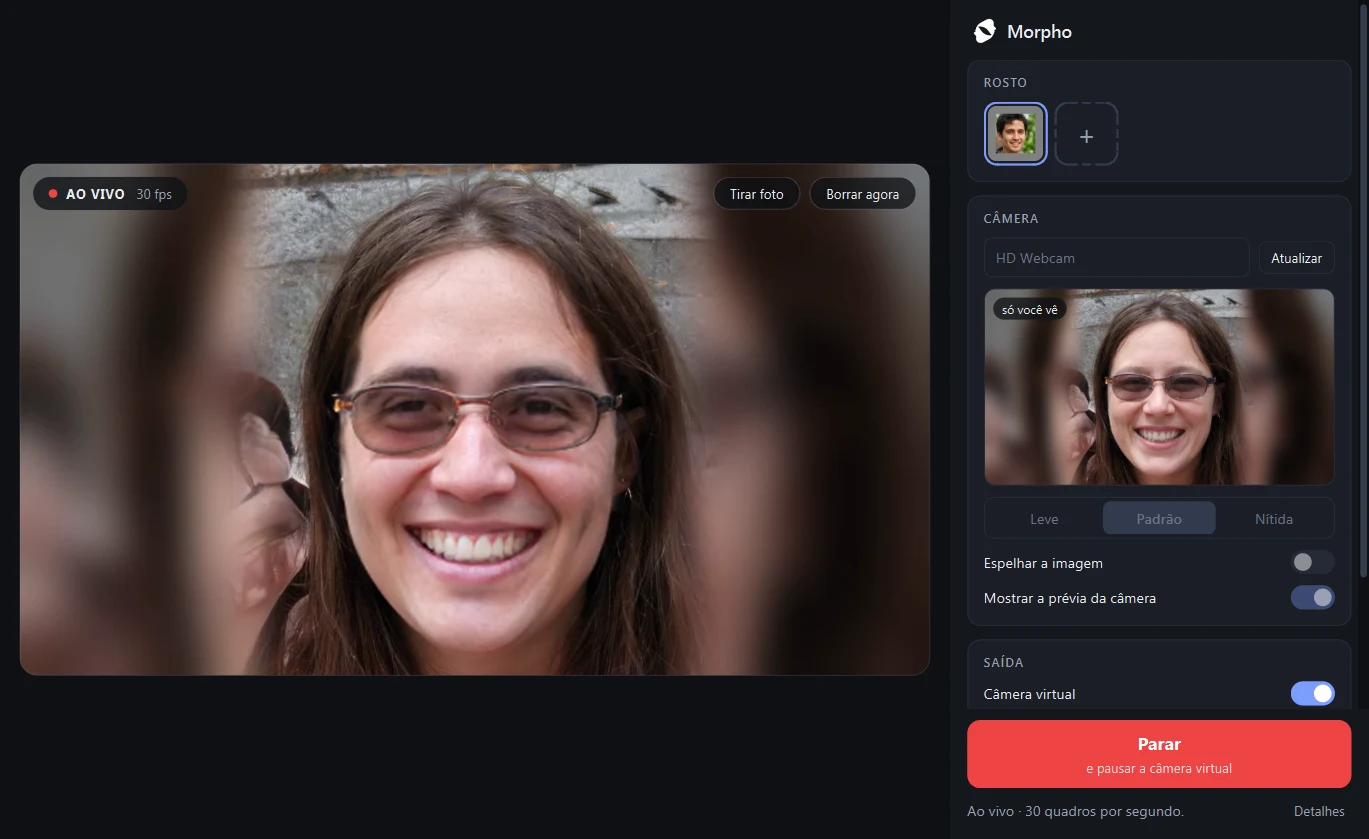 AO VIVO 30 fps
Tirar foto
Borrar agora
Morpho
ROSTO
+
CÂMERA
HD Webcam
Atualizar
só você vê
Leve
Padrão
Nítida
Espelhar a imagem
Mostrar a prévia da câmera
SAÍDA
Câmera virtual
Parar
e pausar a câmera virtual
Ao vivo · 30 quadros por segundo.
Detalhes